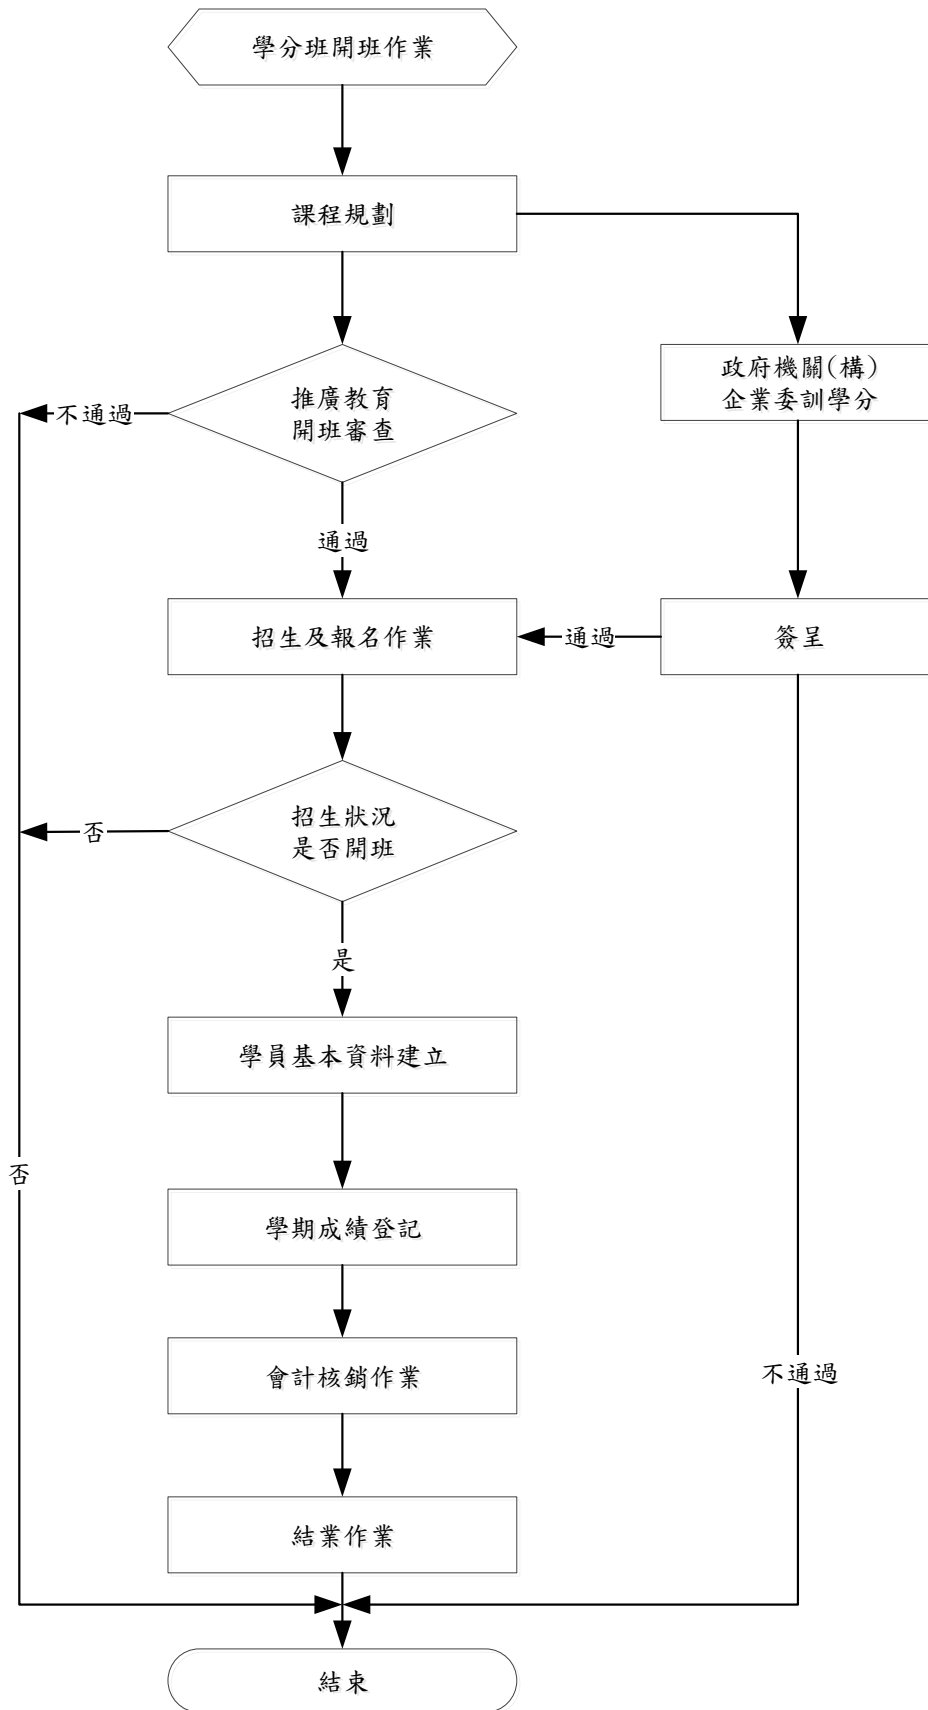 學分班開班作業
課程規劃
政府機關(構)
企業委訓學分
推廣教育
開班審查
不通過
通過
招生及報名作業
通過
簽呈
招生狀況
是否開班
否
是
學員基本資料建立
否
學期成績登記
會計核銷作業
不通過
結業作業
結束